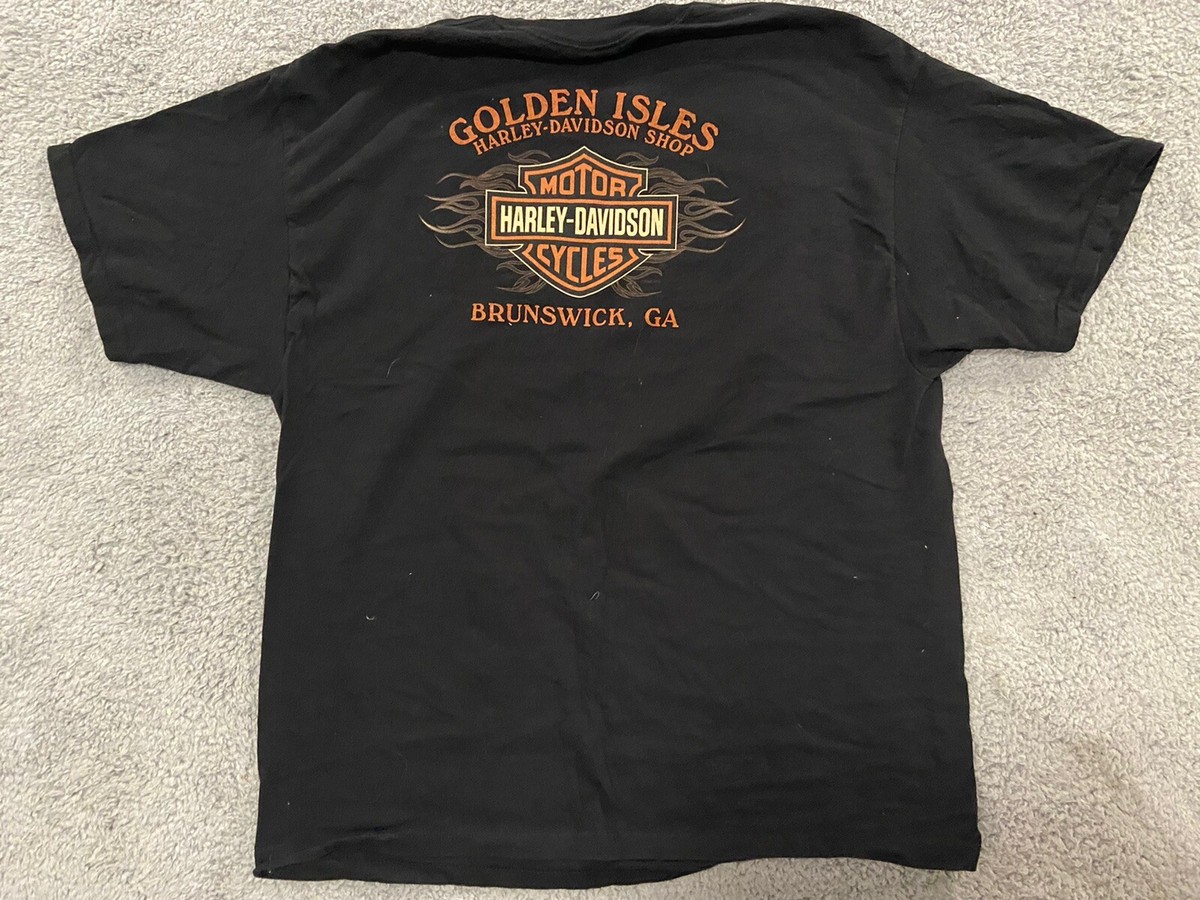 GOLDEN ISLES
HARLEY-DAVIDSON SHOP
MOTOR
HARLEY-DAVIDSON
CYCLES
BRUNSWICK, GA